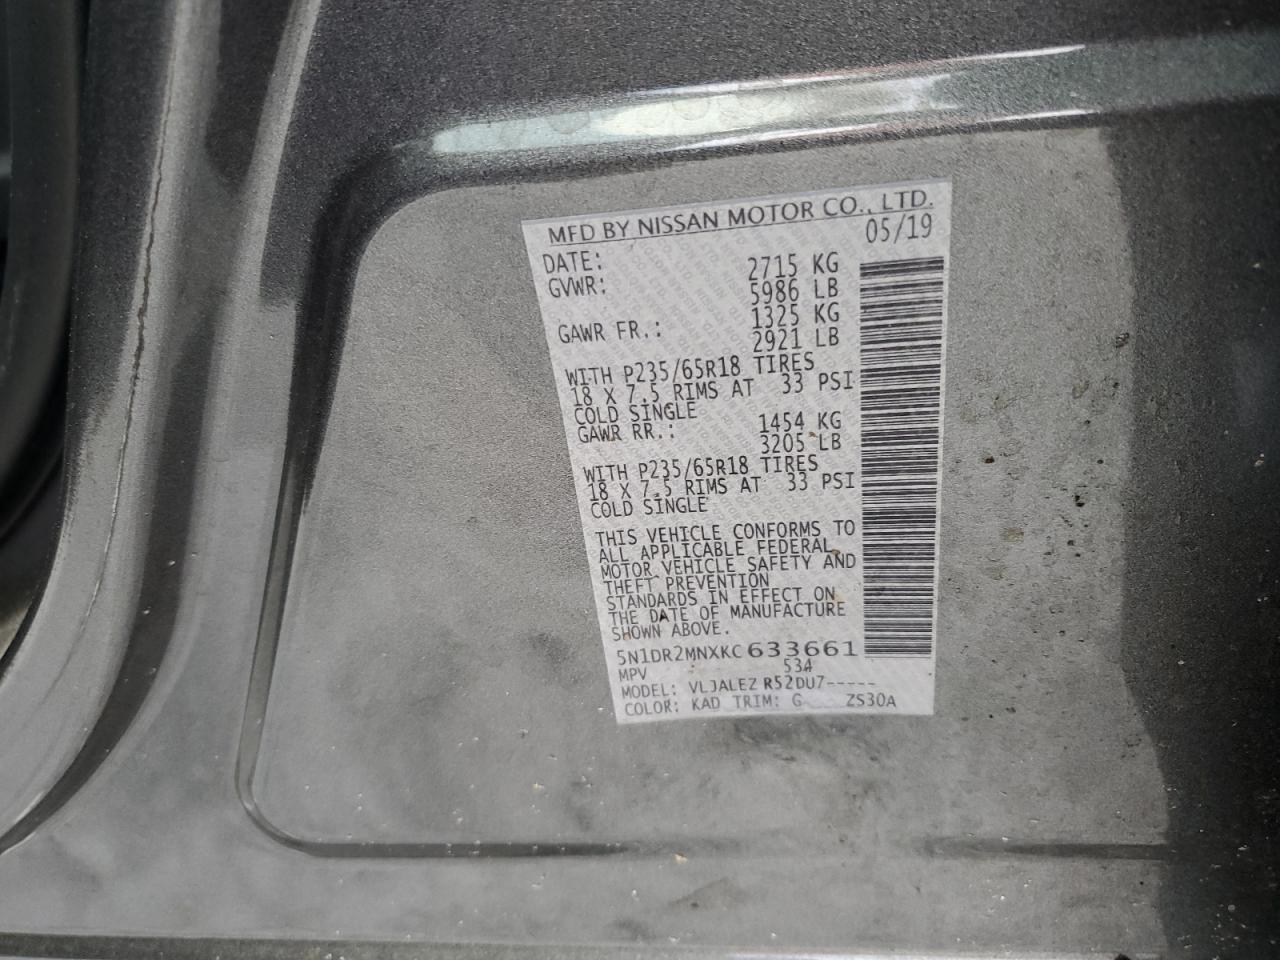 MFD BY NISSAN MOTOR CO., LTD.
DATE: 05/19
GVWR: 2715 KG
5986 LB
GAWR FR.: 1325 KG
2921 LB
WITH P235/65R18 TIRES
18 X 7.5 RIMS AT 33 PSI
COLD SINGLE
GAWR RR.: 1454 KG
3205 LB
WITH P235/65R18 TIRES
18 X 7.5 RIMS AT 33 PSI
COLD SINGLE
THIS VEHICLE CONFORMS TO
ALL APPLICABLE FEDERAL
MOTOR VEHICLE SAFETY AND
THEFT PREVENTION
STANDARDS IN EFFECT ON
THE DATE OF MANUFACTURE
SHOWN ABOVE.
5N1DR2MNXKC633661
MPV 534
MODEL: VLJALEZ R52DU7-----
COLOR: KAD TRIM: G ZS30A